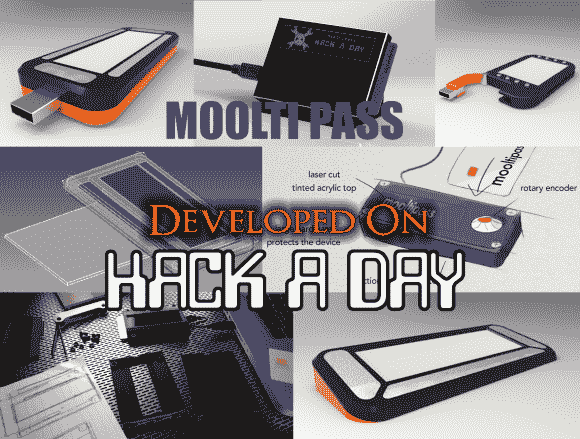 HACK A DAY
MOOLTI PASS
laser cut
tinted acrylic top
mooltipass
rotary encoder
DEVELOPED ON
protects the device
HACK A DAY